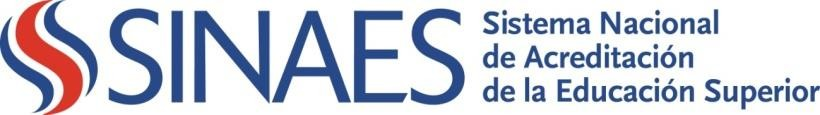 SINAES
Sistema Nacional
de Acreditación
de la Educación Superior